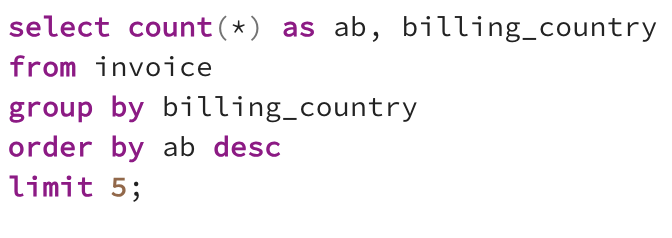 select count(*) as ab, billing_country
from invoice
group by billing_country
order by ab desc
limit 5;